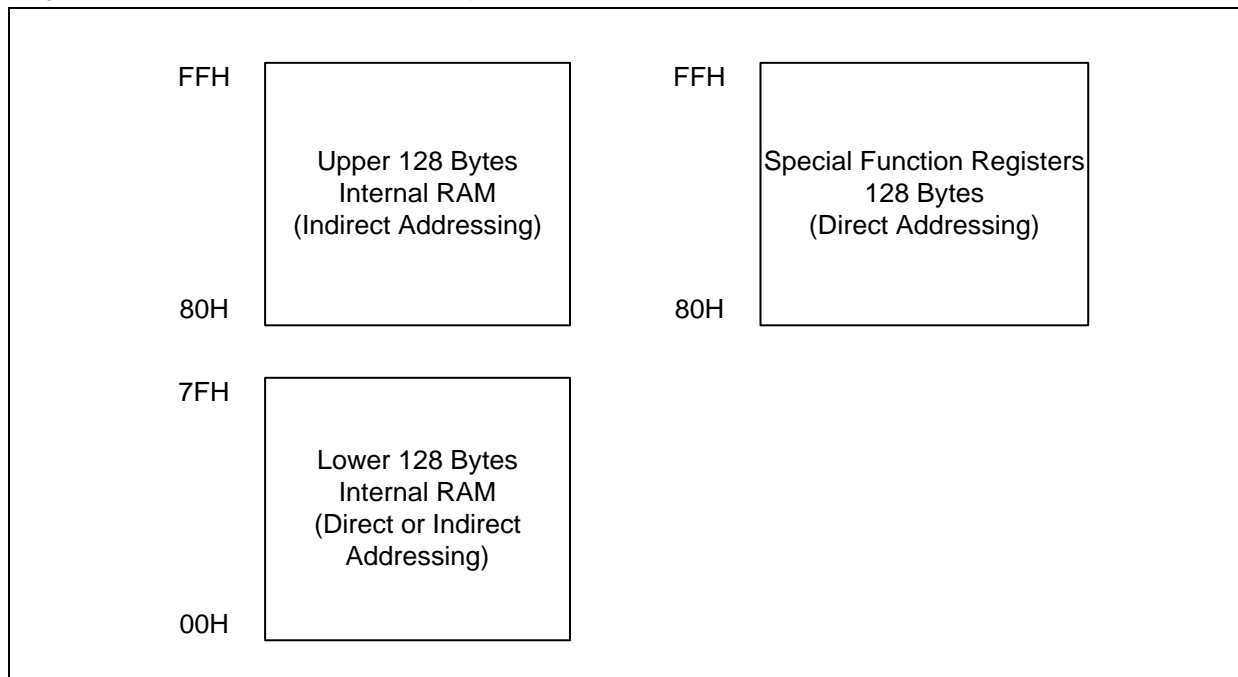 FFH
Upper 128 Bytes
Internal RAM
(Indirect Addressing)
80H
FFH
Special Function Registers
128 Bytes
(Direct Addressing)
80H
7FH
Lower 128 Bytes
Internal RAM
(Direct or Indirect
Addressing)
00H